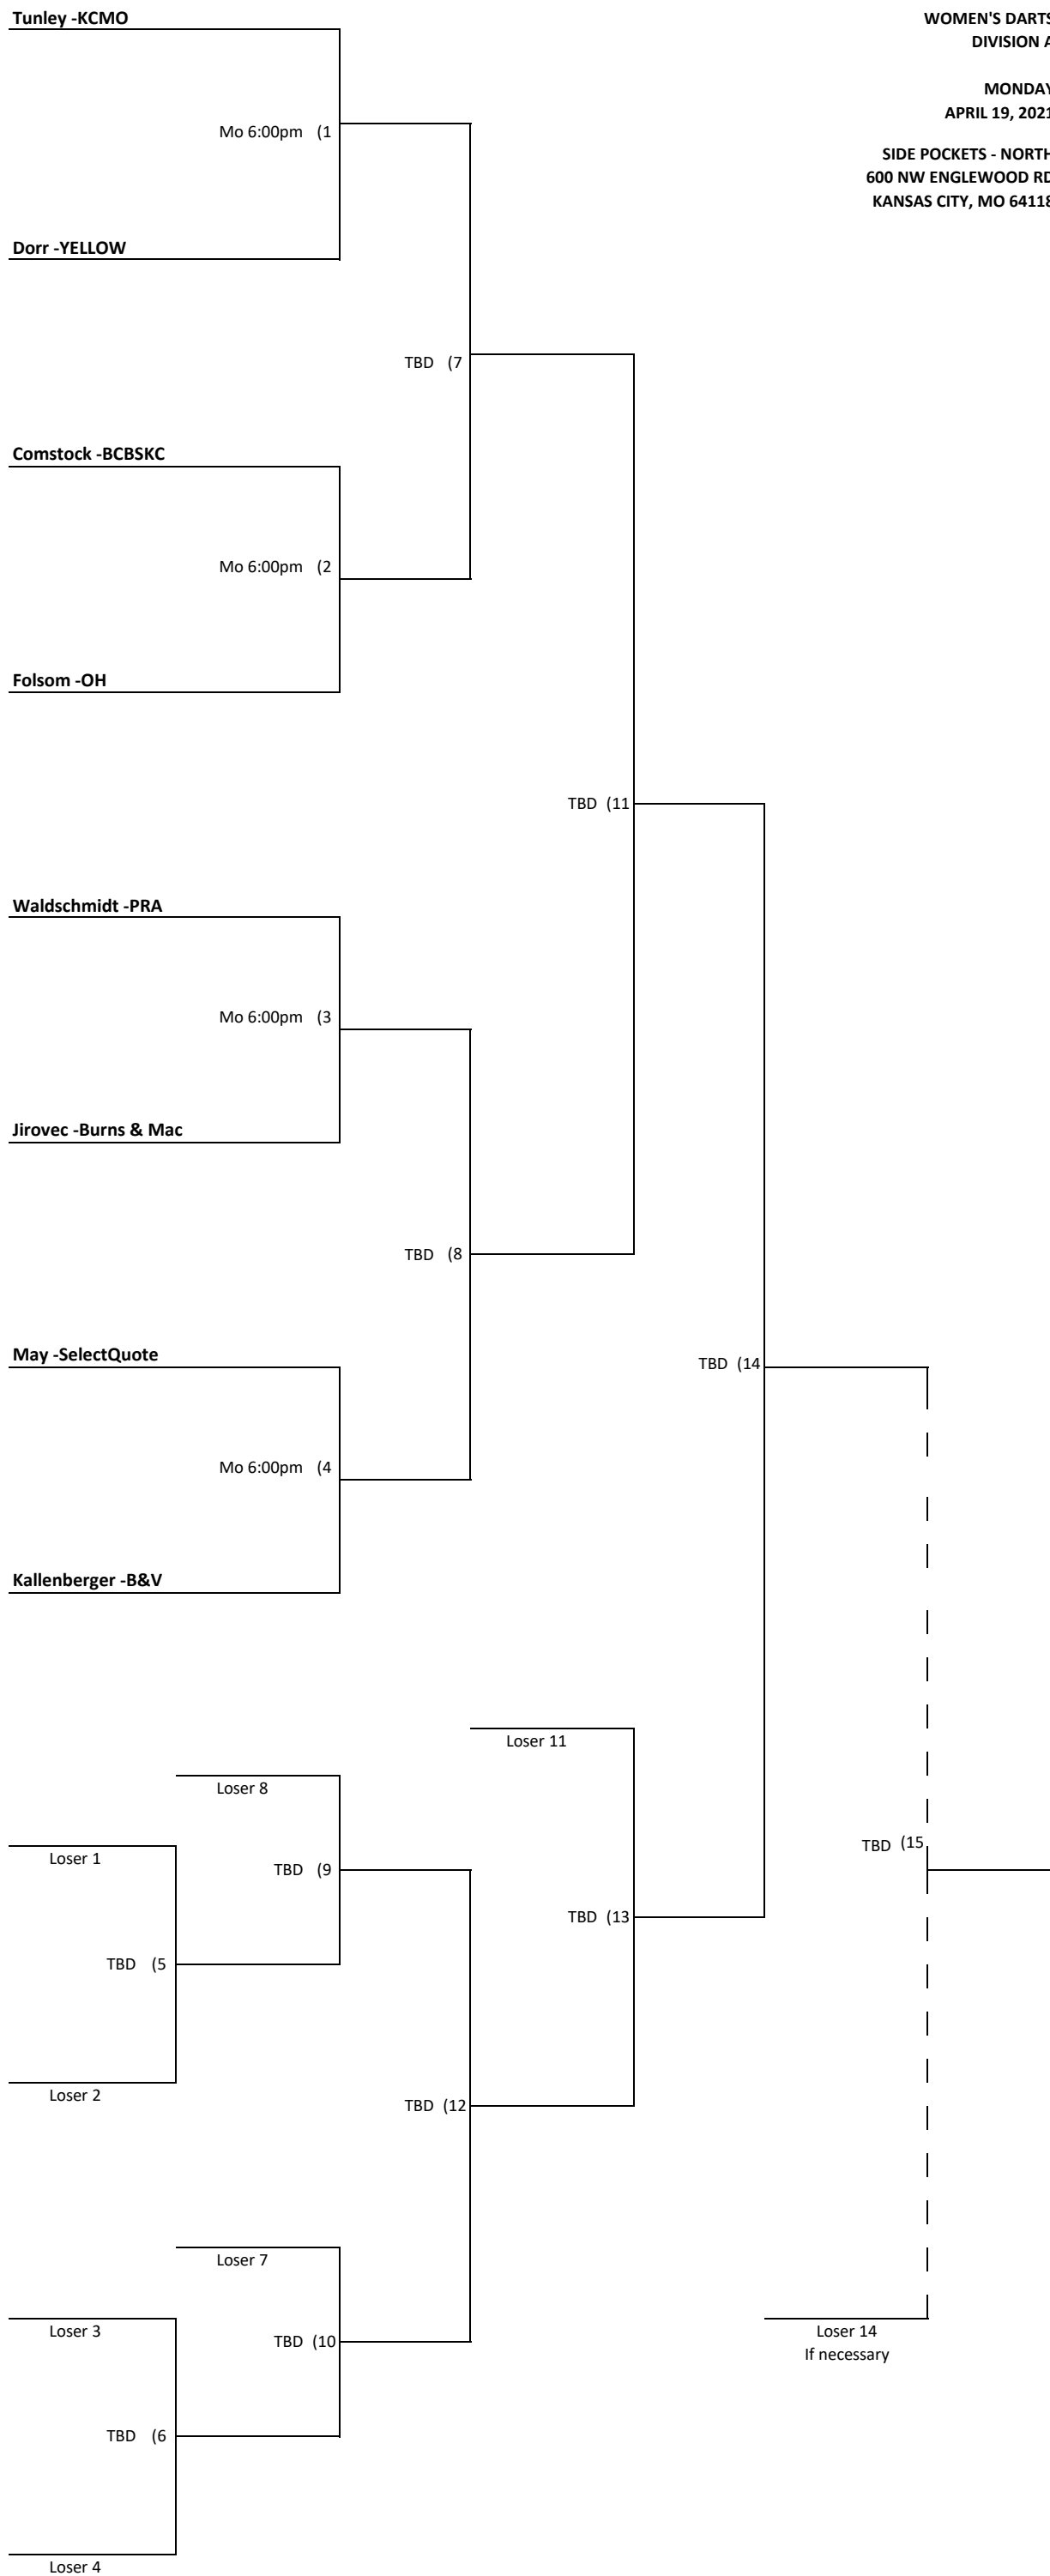 Tunley -KCMO
WOMEN'S DARTS
DIVISION A
MONDAY
APRIL 19, 2021
Mo 6:00pm (1
SIDE POCKETS - NORTH
600 NW ENGLEWOOD RD
KANSAS CITY, MO 64118
Dorr -YELLOW
TBD (7
Comstock -BCBSKC
Mo 6:00pm (2
Folsom -OH
TBD (11
Waldschmidt -PRA
Mo 6:00pm (3
Jirovec -Burns & Mac
TBD (8
May -SelectQuote
TBD (14
Mo 6:00pm (4
Kallenberger -B&V
Loser 11
Loser 8
TBD (15
Loser 1
TBD (9
TBD (13
TBD (5
Loser 2
TBD (12
Loser 7
Loser 3
TBD (10
Loser 14
If necessary
TBD (6
Loser 4